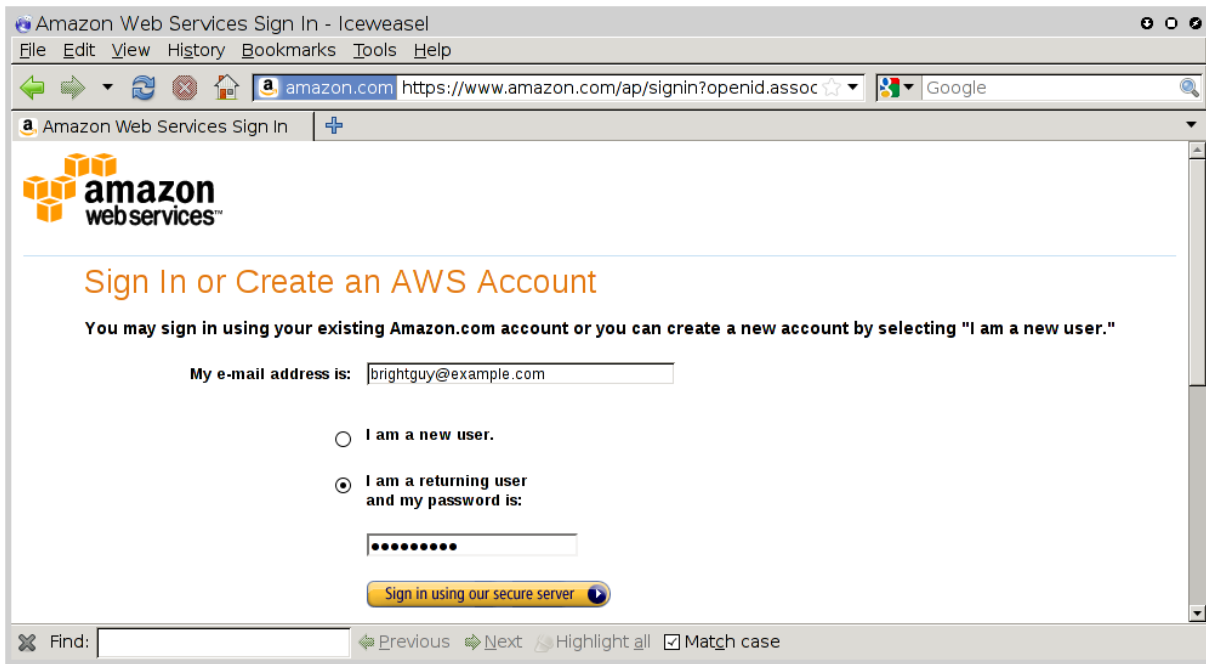 Amazon Web Services Sign In - Iceweasel
File Edit View History Bookmarks Tools Help
amazon.com https://www.amazon.com/ap/signin?openid.assoc Google
Amazon Web Services Sign In
amazon
webservices™
Sign In or Create an AWS Account
You may sign in using your existing Amazon.com account or you can create a new account by selecting "I am a new user."
My e-mail address is: brightguy@example.com
I am a new user.
I am a returning user
and my password is:
•••••••••
Sign in using our secure server
Find: Previous Next Highlight all Match case